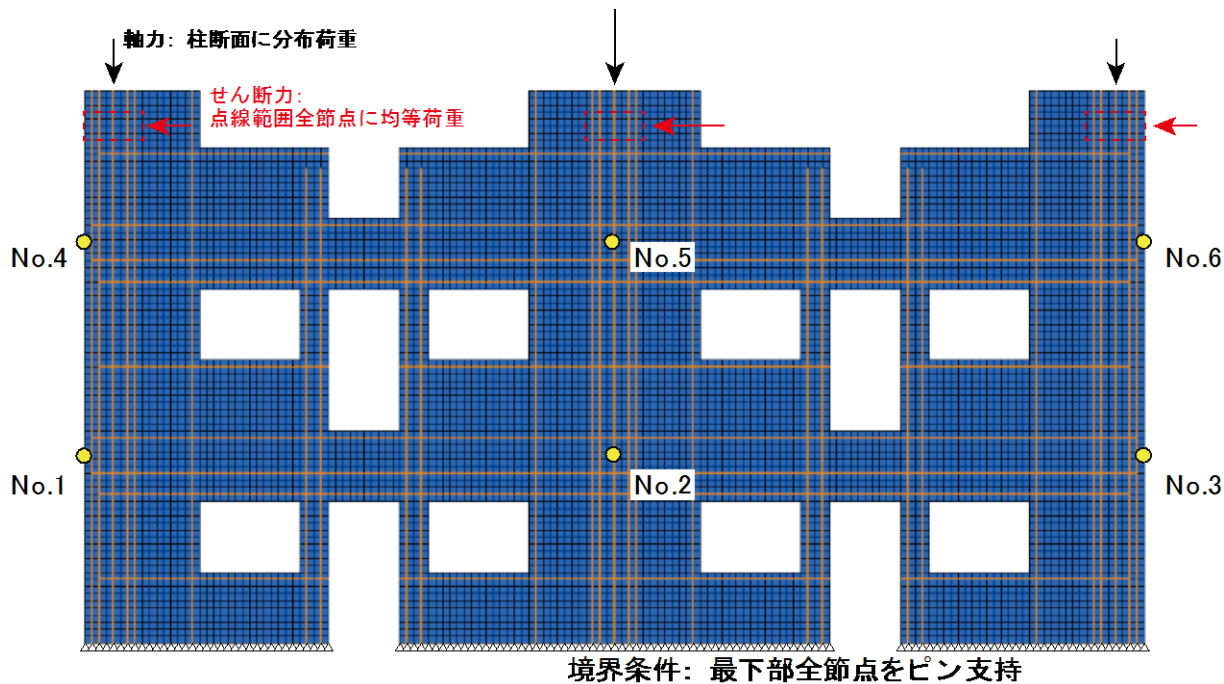 軸力: 柱断面に分布荷重
せん断力:
点線範囲全節点に均等荷重
No.4
No.5
No.6
No.1
No.2
No.3
境界条件: 最下部全節点をピン支持